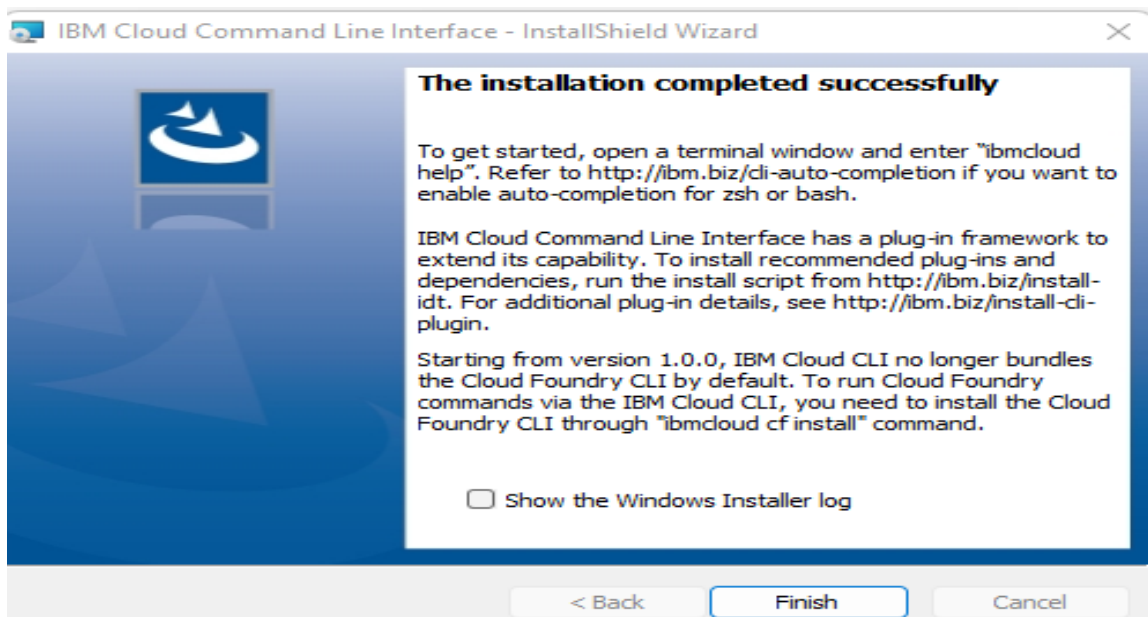 IBM Cloud Command Line Interface - InstallShield Wizard
The installation completed successfully
To get started, open a terminal window and enter "ibmcloud
help". Refer to http://ibm.biz/cli-auto-completion if you want to
enable auto-completion for zsh or bash.
IBM Cloud Command Line Interface has a plug-in framework to
extend its capability. To install recommended plug-ins and
dependencies, run the install script from http://ibm.biz/install-
idt. For additional plug-in details, see http://ibm.biz/install-cli-
plugin.
Starting from version 1.0.0, IBM Cloud CLI no longer bundles
the Cloud Foundry CLI by default. To run Cloud Foundry
commands via the IBM Cloud CLI, you need to install the Cloud
Foundry CLI through "ibmcloud cf install" command.
Show the Windows Installer log
< Back Finish Cancel